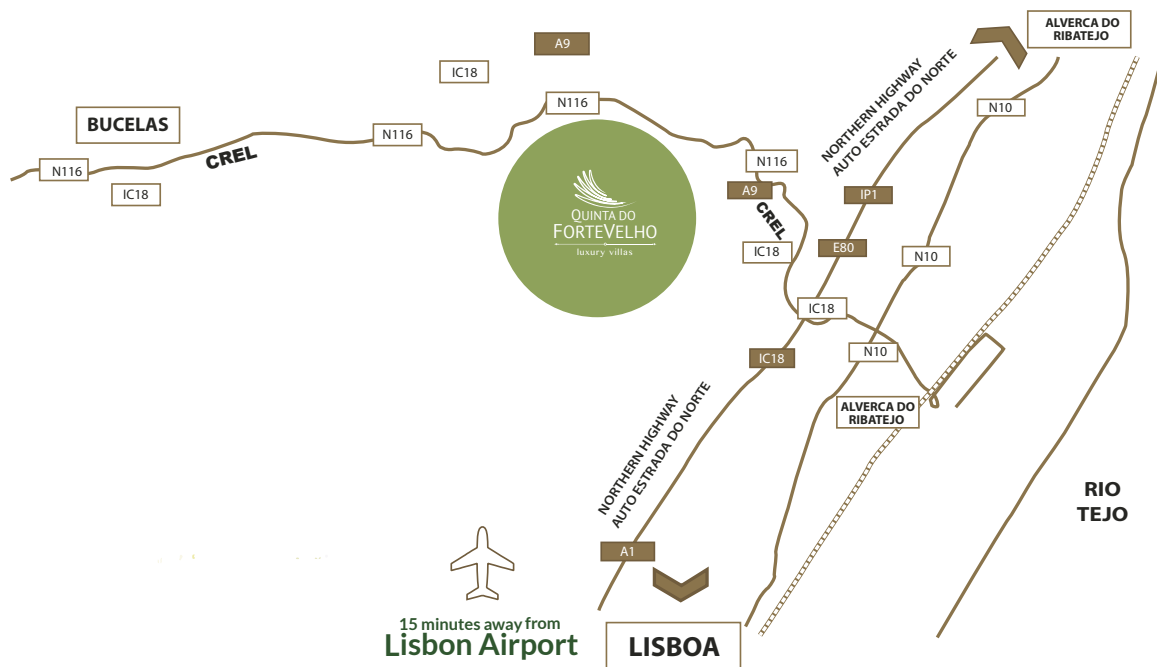 A9
ALVERCA DO
RIBATEJO
IC18
NORTHERN HIGHWAY
AUTO ESTRADA DO NORTE
N116
N10
BUCELAS
N116
CREL
N116
N116
IC18
A9
CREL
IP1
QUINTA DO
FORTEVELHO
luxury villas
IC18
E80
N10
IC18
IC18
N10
ALVERCA DO
RIBATEJO
NORTHERN HIGHWAY
AUTO ESTRADA DO NORTE
RIO
TEJO
A1
15 minutes away from
Lisbon Airport
LISBOA